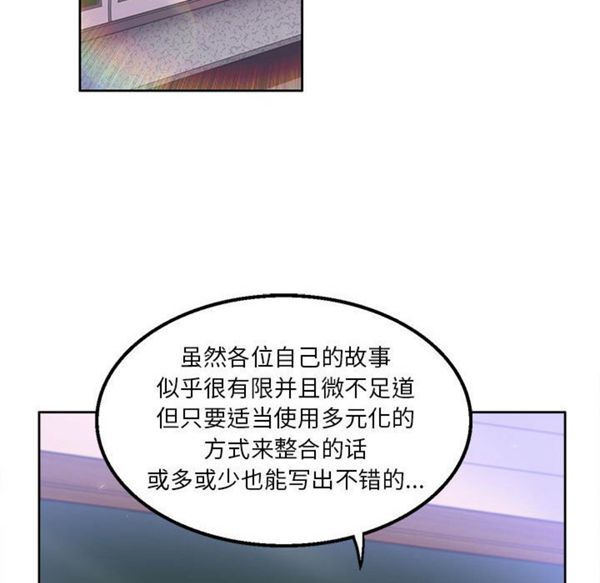 虽然各位自己的故事
似乎很有限并且微不足道
但只要适当使用多元化的
方式来整合的话
或多或少也能写出不错的...